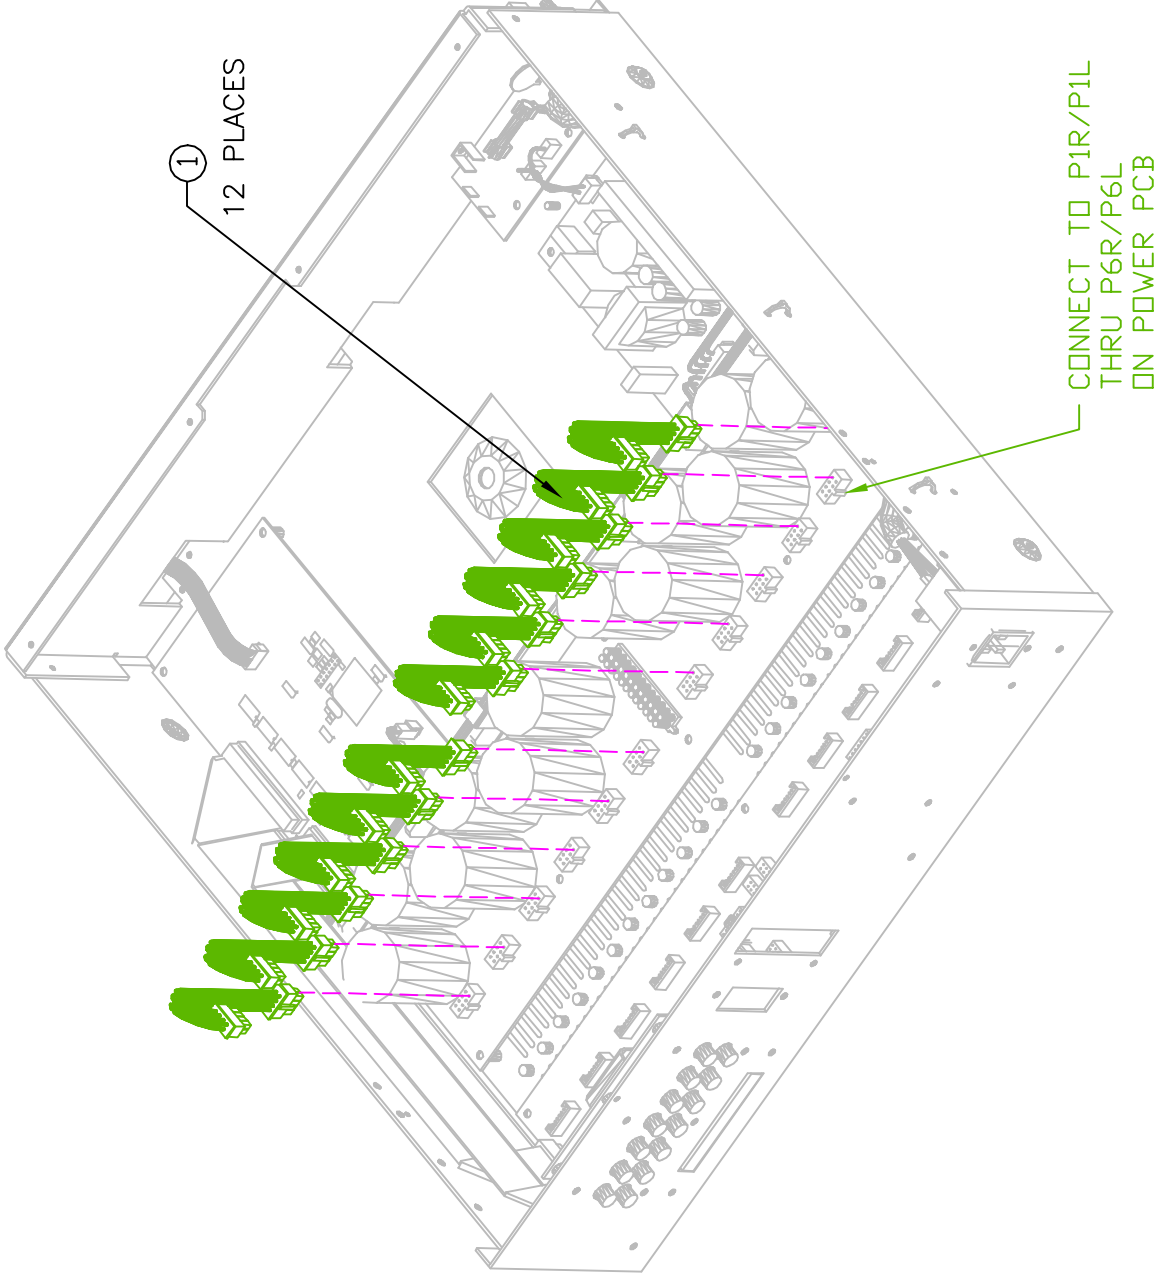 1
12 PLACES
CONNECT TO P1R/P1L
THRU P6R/P6L
ON POWER PCB